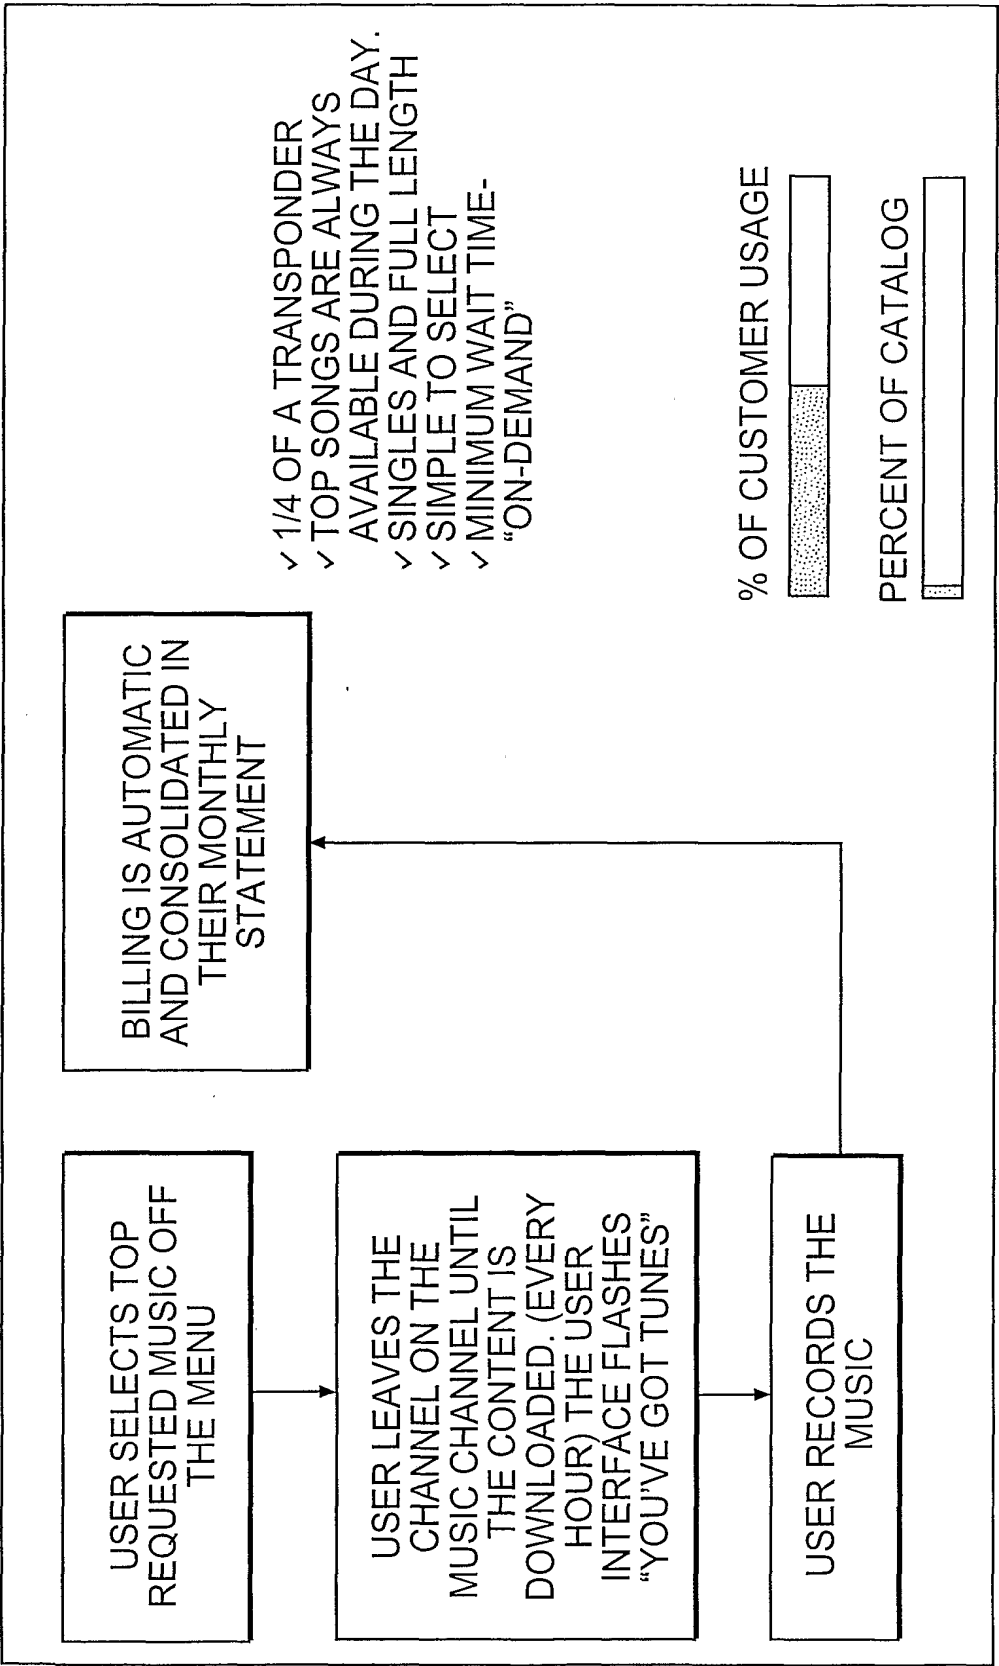 USER SELECTS TOP
REQUESTED MUSIC OFF
THE MENU
USER LEAVES THE
CHANNEL ON THE
MUSIC CHANNEL UNTIL
THE CONTENT IS
DOWNLOADED. (EVERY
HOUR) THE USER
INTERFACE FLASHES
“YOU’VE GOT TUNES”
USER RECORDS THE
MUSIC
BILLING IS AUTOMATIC
AND CONSOLIDATED IN
THEIR MONTHLY
STATEMENT
✓ 1/4 OF A TRANSPONDER
✓ TOP SONGS ARE ALWAYS
AVAILABLE DURING THE DAY.
✓ SINGLES AND FULL LENGTH
✓ SIMPLE TO SELECT
✓ MINIMUM WAIT TIME-
“ON-DEMAND”
% OF CUSTOMER USAGE
PERCENT OF CATALOG